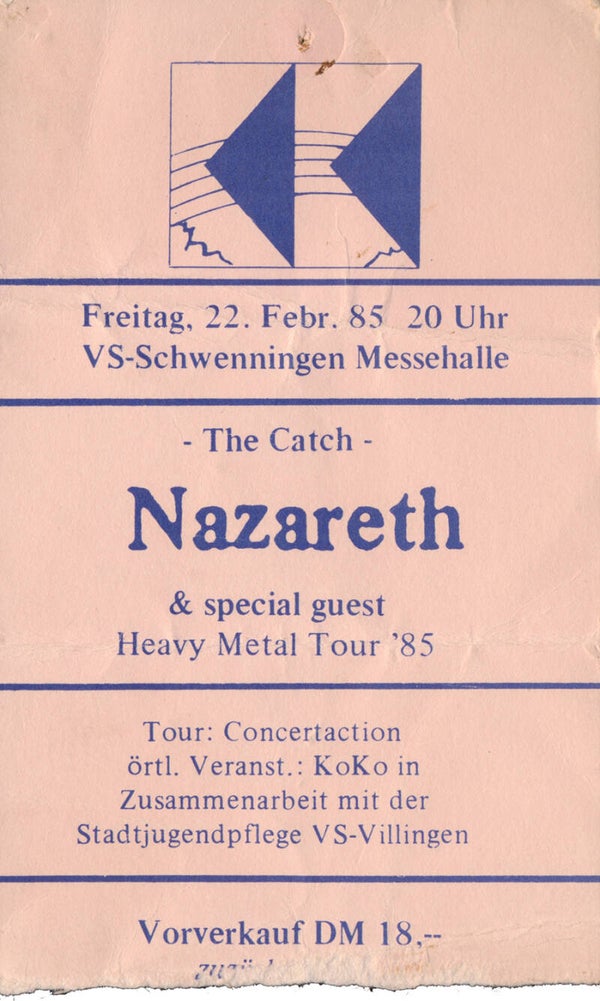 Freitag, 22. Febr. 85 20 Uhr
VS-Schwenningen Messehalle
- The Catch -
Nazareth
& special guest
Heavy Metal Tour '85
Tour: Concertaction
örtl. Veranst.: KoKo in
Zusammenarbeit mit der
Stadtjugendpflege VS-Villingen
Vorverkauf DM 18,--